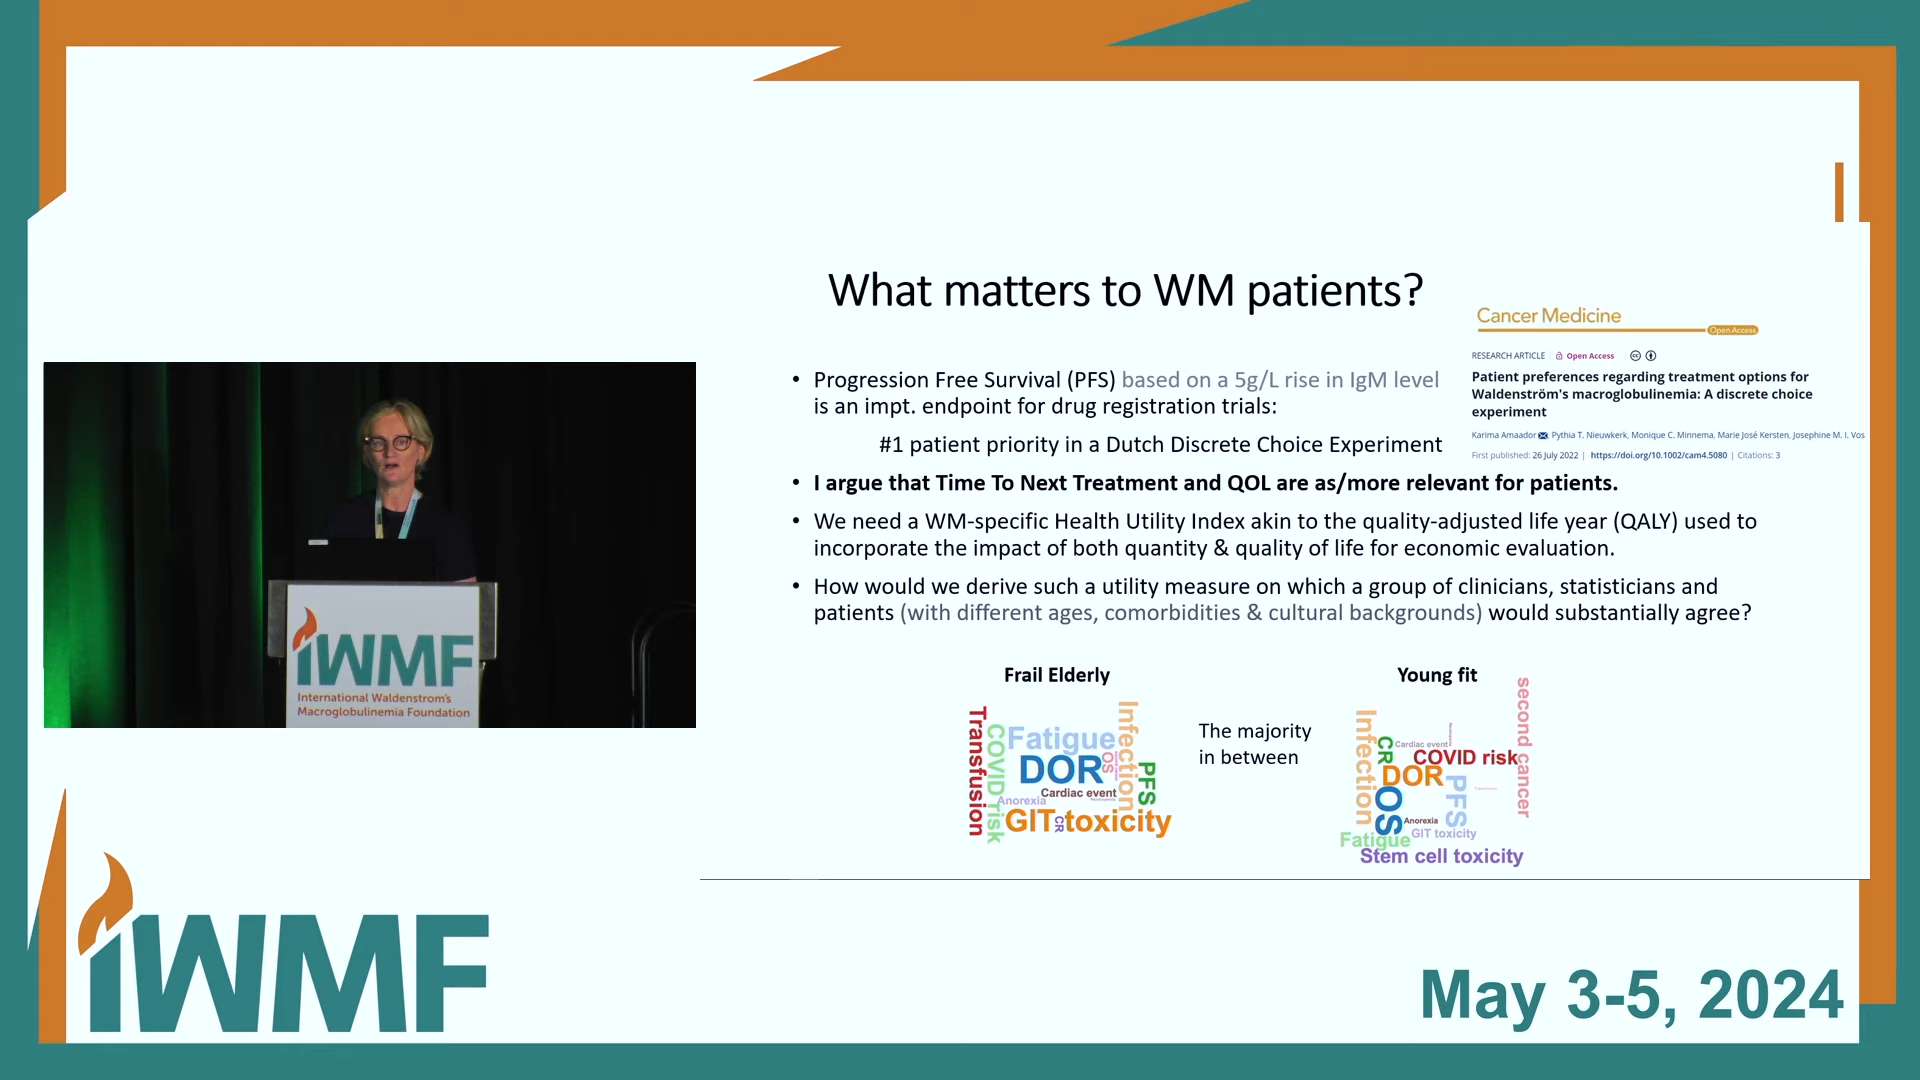 What matters to WM patients?
Cancer Medicine
Open Access
RESEARCH ARTICLE | Open Access
Patient preferences regarding treatment options for
Waldenström's macroglobulinemia: A discrete choice
experiment
Karima Amaador, Pythia T. Nieuwkerk, Monique C. Minnema, Marie José Kersten, Josephine M. I. Vos
First published: 26 July 2022 | https://doi.org/10.1002/cam4.5080 | Citations: 3
• Progression Free Survival (PFS) based on a 5g/L rise in IgM level
is an impt. endpoint for drug registration trials:
#1 patient priority in a Dutch Discrete Choice Experiment
• I argue that Time To Next Treatment and QOL are as/more relevant for patients.
• We need a WM-specific Health Utility Index akin to the quality-adjusted life year (QALY) used to
incorporate the impact of both quantity & quality of life for economic evaluation.
• How would we derive such a utility measure on which a group of clinicians, statisticians and
patients (with different ages, comorbidities & cultural backgrounds) would substantially agree?
Frail Elderly
Transfusion
COVID risk
Fatigue
Infection
DOR
OS
PFS
Cardiac event
Anorexia
GIT toxicity
CR
The majority
in between
Young fit
second cancer
Infection
CR
Cardiac event
COVID risk
DOR
OS
PFS
Anorexia
GIT toxicity
Fatigue
Stem cell toxicity
IWMF
International Waldenstrom's
Macroglobulinemia Foundation
IWMF
May 3-5, 2024